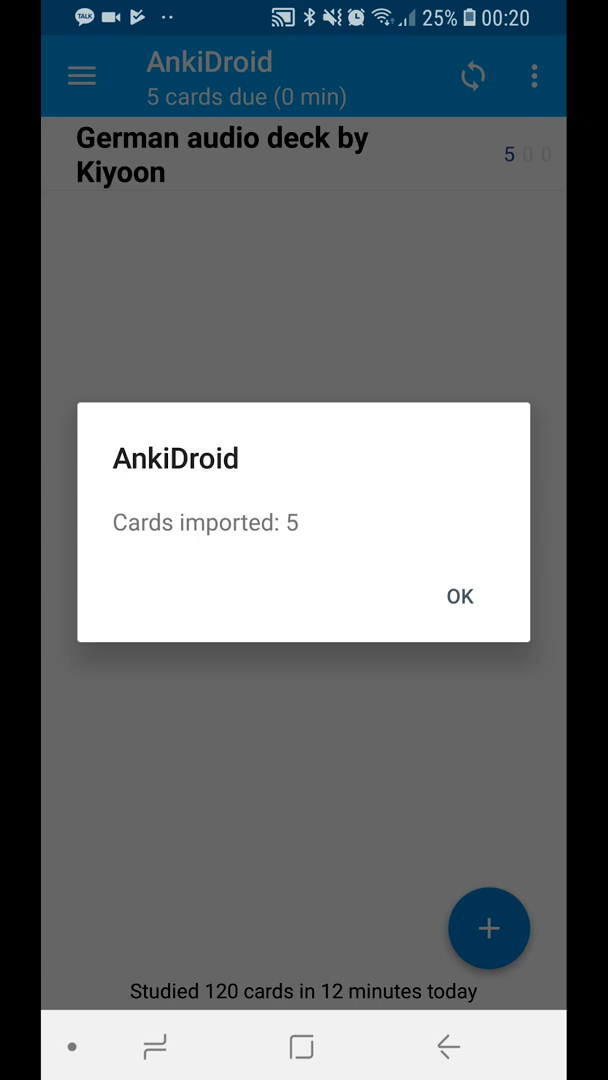 TALK 25% 00:20
AnkiDroid
5 cards due (0 min)
German audio deck by
Kiyoon
5 0 0
AnkiDroid
Cards imported: 5
OK
+
Studied 120 cards in 12 minutes today